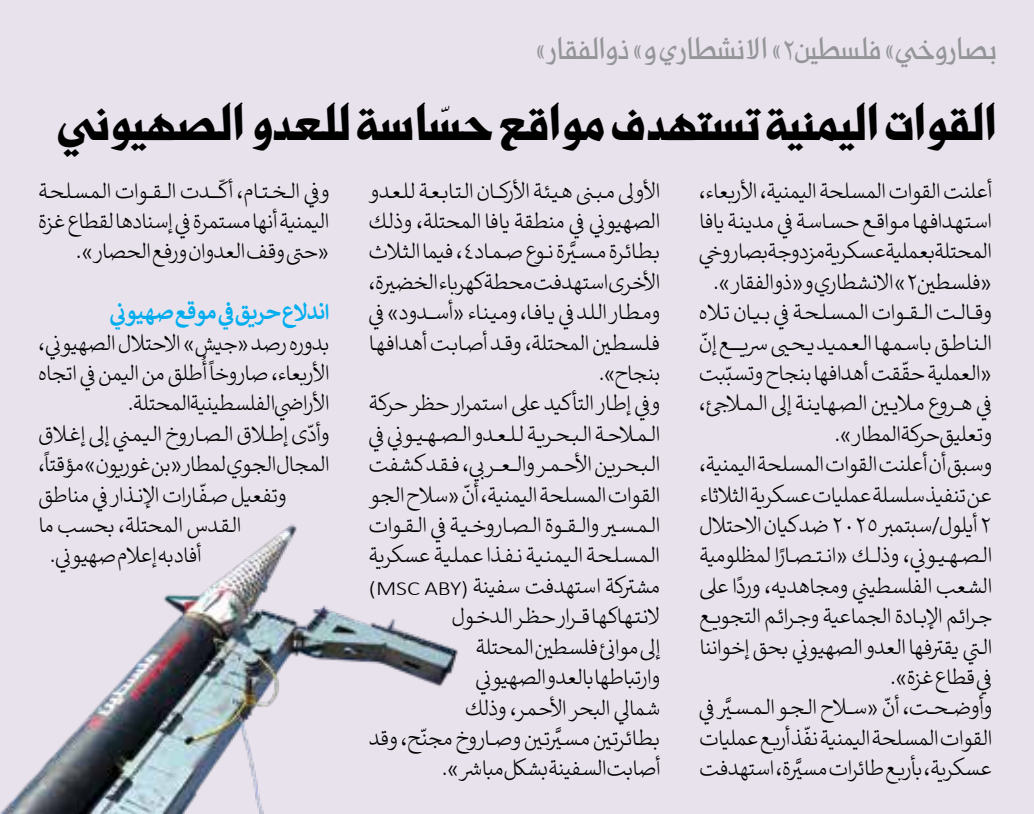 بصاروخي» فلسطين٢» الانشطاري و» ذوالفقار»
القوات اليمنية تستهدف مواقع حسّاسة للعدو الصهيوني
أعلنت القوات المسلحة اليمنية، الأربعاء،
استهدافها مواقع حساسة في مدينة يافا
المحتلة بعملية عسكرية مزدوجة بصاروخي
«فلسطين٢» الانشطاري و«ذوالفقار».
وقالت القوات المسلحة في بيان تلاه
الناطق باسمها العميد يحيى سريع إنّ
«العملية حقّقت أهدافها بنجاح وتسبّبت
في هروع ملايين الصهاينة إلى الملاجئ،
وتعليق حركة المطار».
وسبق أن أعلنت القوات المسلحة اليمنية،
عن تنفيذ سلسلة عمليات عسكرية الثلاثاء
٢ أيلول/سبتمبر ٢٠٢٥ ضد كيان الاحتلال
الصهيوني، وذلك «انتصارًا لمظلومية
الشعب الفلسطيني ومجاهديه، وردًا على
جرائم الإبادة الجماعية وجرائم التجويع
التي يقترفها العدو الصهيوني بحق إخواننا
في قطاع غزة».
وأوضحت، أنّ «سلاح الجو المسيَّر في
القوات المسلحة اليمنية نفّذ أربع عمليات
عسكرية، بأربع طائرات مسيَّرة، استهدفت
الأولى مبنى هيئة الأركان التابعة للعدو
الصهيوني في منطقة يافا المحتلة، وذلك
بطائرة مسيَّرة نوع صماد٤، فيما الثلاث
الأخرى استهدفت محطة كهرباء الخضيرة،
ومطار اللد في يافا، وميناء «أسدود» في
فلسطين المحتلة، وقد أصابت أهدافها
بنجاح».
وفي إطار التأكيد على استمرار حظر حركة
الملاحة البحرية للعدو الصهيوني في
البحرين الأحمر والعربي، فقد كشفت
القوات المسلحة اليمنية، أنّ «سلاح الجو
المسير والقوة الصاروخية في القوات
المسلحة اليمنية نفذا عملية عسكرية
مشتركة استهدفت سفينة (MSC ABY)
لانتهاكها قرار حظر الدخول
إلى موانئ فلسطين المحتلة
وارتباطها بالعدو الصهيوني
شمالي البحر الأحمر، وذلك
بطائرتين مسيَّرتين وصاروخ مجنّح، وقد
أصابت السفينة بشكل مباشر».
وفي الختام، أكّدت القوات المسلحة
اليمنية أنها مستمرة في إسنادها لقطاع غزة
«حتى وقف العدوان ورفع الحصار».
اندلاع حريق في موقع صهيوني
بدوره رصد «جيش» الاحتلال الصهيوني،
الأربعاء، صاروخاً أُطلق من اليمن في اتجاه
الأراضي الفلسطينية المحتلة.
وأدّى إطلاق الصاروخ اليمني إلى إغلاق
المجال الجوي لمطار «بن غوريون» مؤقتاً،
وتفعيل صفّارات الإنذار في مناطق
القدس المحتلة، بحسب ما
أفاد به إعلام صهيوني.
فلسطين